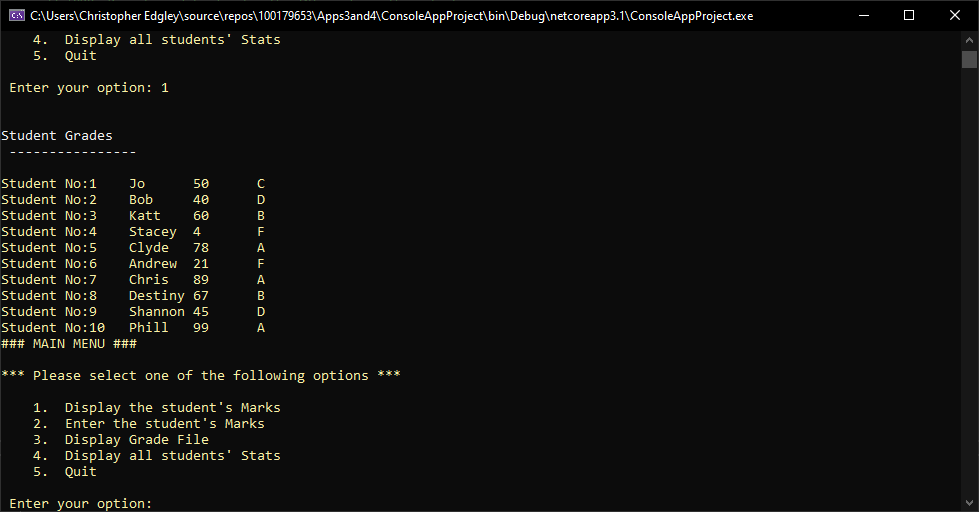 C:\Users\Christopher Edgley\source\repos\100179653\Apps3and4\ConsoleAppProject\bin\Debug\netcoreapp3.1\ConsoleAppProject.exe
4. Display all students' Stats
5. Quit
Enter your option: 1
Student Grades
----------------
Student No:1 Jo 50 C
Student No:2 Bob 40 D
Student No:3 Katt 60 B
Student No:4 Stacey 4 F
Student No:5 Clyde 78 A
Student No:6 Andrew 21 F
Student No:7 Chris 89 A
Student No:8 Destiny 67 B
Student No:9 Shannon 45 D
Student No:10 Phill 99 A
### MAIN MENU ###
*** Please select one of the following options ***
1. Display the student's Marks
2. Enter the student's Marks
3. Display Grade File
4. Display all students' Stats
5. Quit
Enter your option: